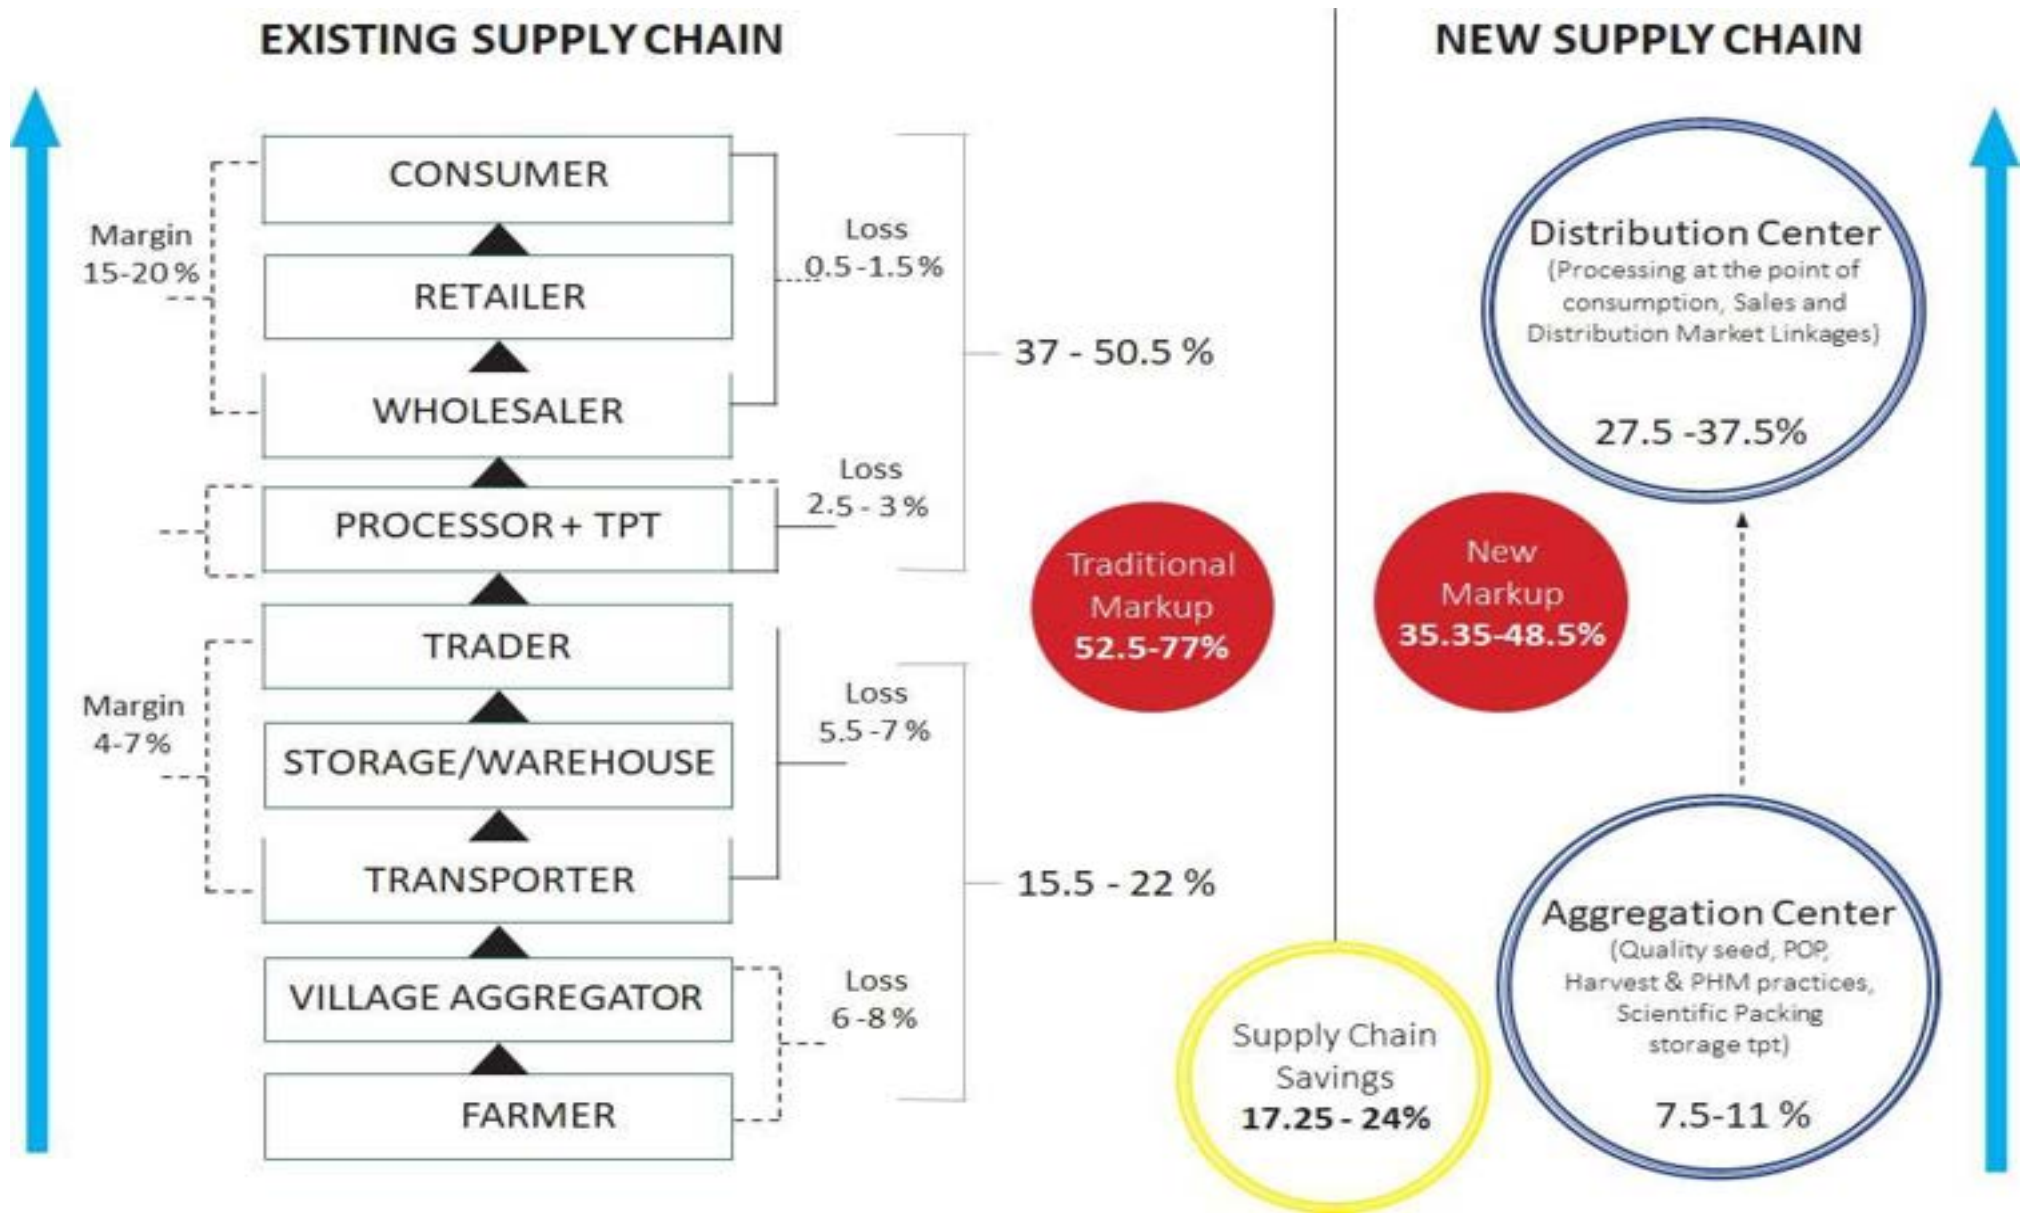 EXISTING SUPPLY CHAIN
CONSUMER
RETAILER
WHOLESALER
PROCESSOR + TPT
TRADER
STORAGE/WAREHOUSE
TRANSPORTER
VILLAGE AGGREGATOR
FARMER
Margin
15-20 %
Margin
4-7 %
Loss
0.5 -1.5 %
Loss
2.5 - 3 %
Loss
5.5 -7 %
Loss
6 -8 %
37 - 50.5 %
15.5 - 22 %
Traditional
Markup
52.5-77%
NEW SUPPLY CHAIN
Distribution Center
(Processing at the point of
consumption, Sales and
Distribution Market Linkages)
27.5 -37.5%
New
Markup
35.35-48.5%
Aggregation Center
(Quality seed, POP,
Harvest & PHM practices,
Scientific Packing
storage tpt)
7.5-11 %
Supply Chain
Savings
17.25 - 24%